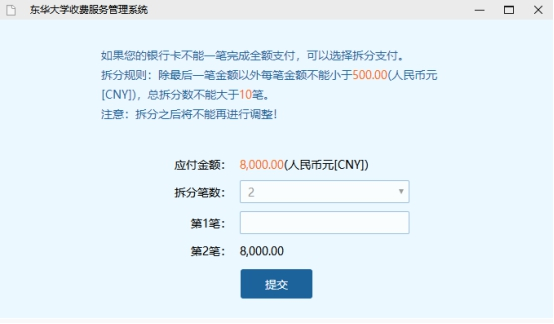 东华大学收费服务管理系统
如果您的银行卡不能一笔完成全额支付，可以选择拆分支付。
拆分规则：除最后一笔金额以外每笔金额不能小于500.00(人民币元
[CNY])，总拆分数不能大于10笔。
注意：拆分之后将不能再进行调整！
应付金额： 8,000.00(人民币元[CNY])
拆分笔数： 2
第1笔：
第2笔： 8,000.00
提交